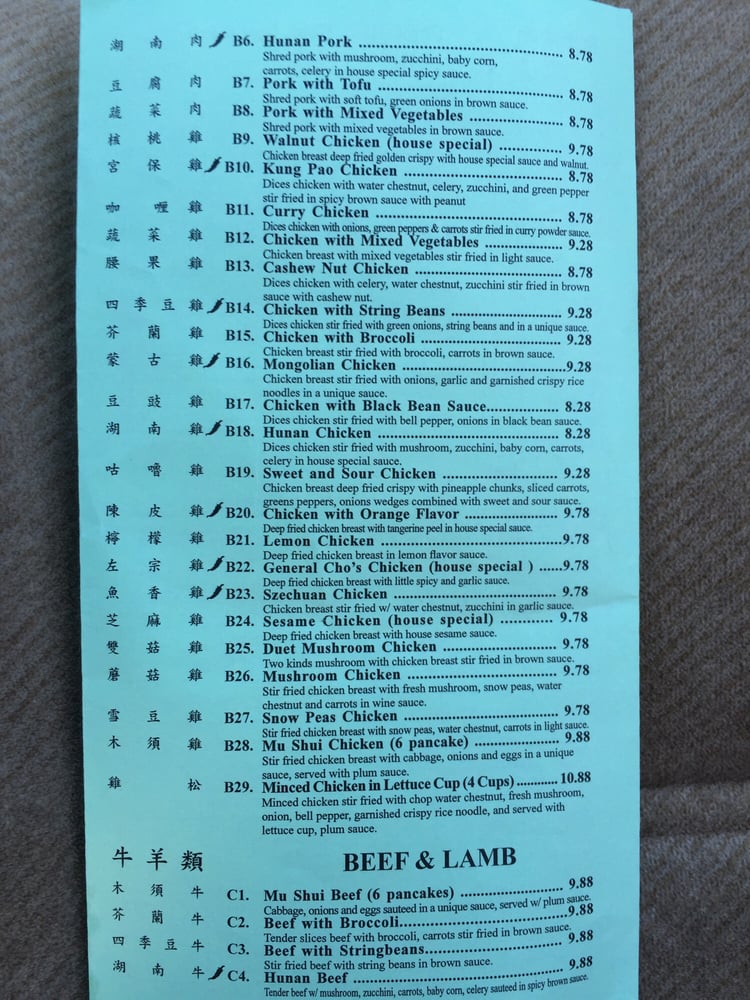 湖南肉 B6. Hunan Pork 8.78
Shred pork with mushroom, zucchini, baby corn,
carrots, celery in house special spicy sauce.
豆腐肉 B7. Pork with Tofu 8.78
Shred pork with soft tofu, green onions in brown sauce.
蔬菜肉 B8. Pork with Mixed Vegetables 8.78
Shred pork with mixed vegetables in brown sauce.
核桃雞 B9. Walnut Chicken (house special) 9.78
Chicken breast deep fried golden crispy with house special sauce and walnut.
宮保雞 B10. Kung Pao Chicken 8.78
Dices chicken with water chestnut, celery, zucchini, and green pepper
stir fried in spicy brown sauce with peanut
咖喱雞 B11. Curry Chicken 8.78
Dices chicken with onions, green peppers & carrots stir fried in curry powder sauce.
蔬菜雞 B12. Chicken with Mixed Vegetables 9.28
Chicken breast with mixed vegetables stir fried in light sauce.
腰果雞 B13. Cashew Nut Chicken 8.78
Dices chicken with celery, water chestnut, zucchini stir fried in brown
sauce with cashew nut.
四季豆雞 B14. Chicken with String Beans 9.28
Dices chicken stir fried with green onions, string beans and in a unique sauce.
芥蘭雞 B15. Chicken with Broccoli 9.28
Chicken breast stir fried with broccoli, carrots in brown sauce.
蒙古雞 B16. Mongolian Chicken 9.28
Chicken breast stir fried with onions, garlic and garnished crispy rice
noodles in a unique sauce.
豆豉雞 B17. Chicken with Black Bean Sauce 8.28
Dices chicken stir fried with bell pepper, onions in black bean sauce.
湖南雞 B18. Hunan Chicken 8.28
Dices chicken stir fried with mushroom, zucchini, baby corn, carrots,
celery in house special sauce.
咕嚕雞 B19. Sweet and Sour Chicken 9.28
Chicken breast deep fried crispy with pineapple chunks, sliced carrots,
greens peppers, onions wedges combined with sweet and sour sauce.
陳皮雞 B20. Chicken with Orange Flavor 9.78
Deep fried chicken breast with tangerine peel in house special sauce.
檸檬雞 B21. Lemon Chicken 9.78
Deep fried chicken breast in lemon flavor sauce.
左宗雞 B22. General Cho's Chicken (house special ) 9.78
Deep fried chicken breast with little spicy and garlic sauce.
魚香雞 B23. Szechuan Chicken 9.78
Chicken breast stir fried w/ water chestnut, zucchini in garlic sauce.
芝麻雞 B24. Sesame Chicken (house special) 9.78
Deep fried chicken breast with house sesame sauce.
雙菇雞 B25. Duet Mushroom Chicken 9.78
Two kinds mushroom with chicken breast stir fried in brown sauce.
蘑菇雞 B26. Mushroom Chicken 9.78
Stir fried chicken breast with fresh mushroom, snow peas, water
chestnut and carrots in wine sauce.
雪豆雞 B27. Snow Peas Chicken 9.78
Stir fried chicken breast with snow peas, water chestnut, carrots in light sauce.
木須雞 B28. Mu Shui Chicken (6 pancake) 9.88
Stir fried chicken breast with cabbage, onions and eggs in a unique
sauce, served with plum sauce.
雞松 B29. Minced Chicken in Lettuce Cup (4 Cups) 10.88
Minced chicken stir fried with chop water chestnut, fresh mushroom,
onion, bell pepper, garnished crispy rice noodle, and served with
lettuce cup, plum sauce.
牛羊類 BEEF & LAMB
木須牛 C1. Mu Shui Beef (6 pancakes) 9.88
Cabbage, onions and eggs sauteed in a unique sauce, served w/ plum sauce.
芥蘭牛 C2. Beef with Broccoli 9.88
Tender slices beef with broccoli, carrots stir fried in brown sauce.
四季豆牛 C3. Beef with Stringbeans 9.88
Stir fried beef with string beans in brown sauce.
湖南牛 C4. Hunan Beef 9.88
Tender beef w/ mushroom, zucchini, carrots, baby corn, celery sauteed in spicy sauce.